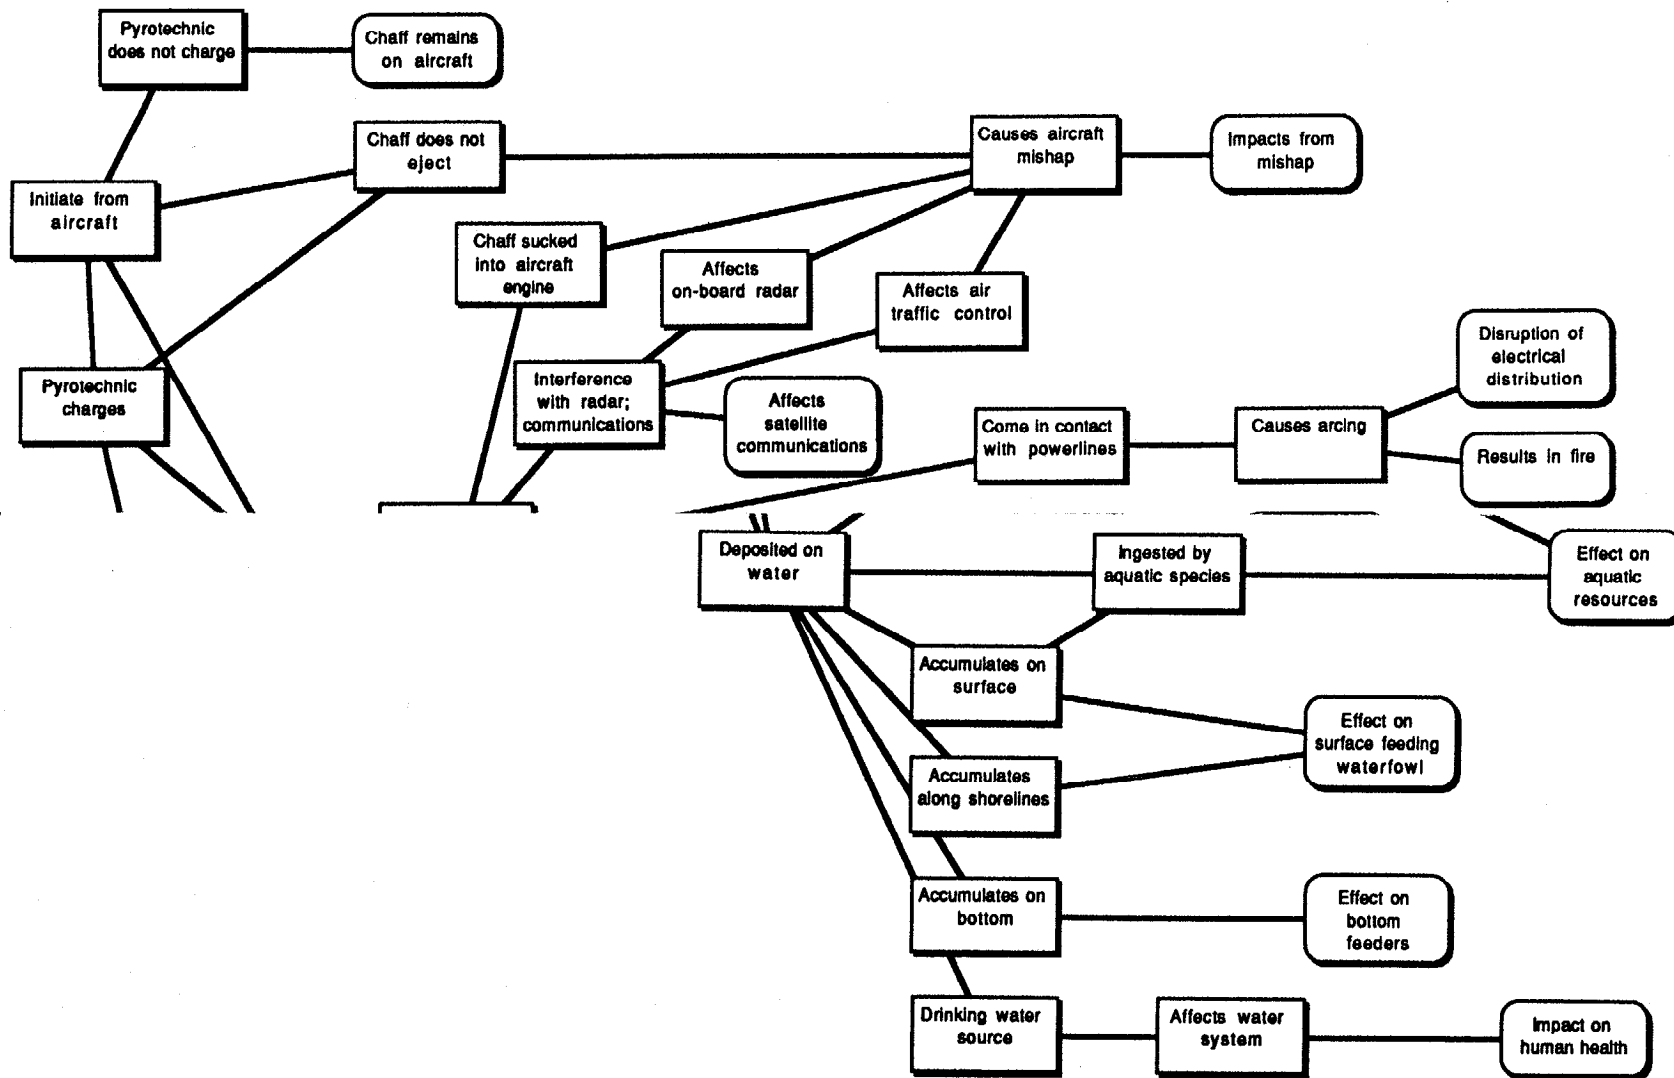 Pyrotechnic
does not charge
Chaff remains
on aircraft
Chaff does not
eject
Causes aircraft
mishap
Impacts from
mishap
Initiate from
aircraft
Chaff sucked
into aircraft
engine
Affects
on-board radar
Affects air
traffic control
Disruption of
electrical
distribution
Pyrotechnic
charges
Interference
with radar;
communications
Affects
satellite
communications
Come in contact
with powerlines
Causes arcing
Results in fire
Deposited on
water
Ingested by
aquatic species
Effect on
aquatic
resources
Accumulates on
surface
Effect on
surface feeding
waterfowl
Accumulates
along shorelines
Accumulates on
bottom
Effect on
bottom
feeders
Drinking water
source
Affects water
system
Impact on
human health